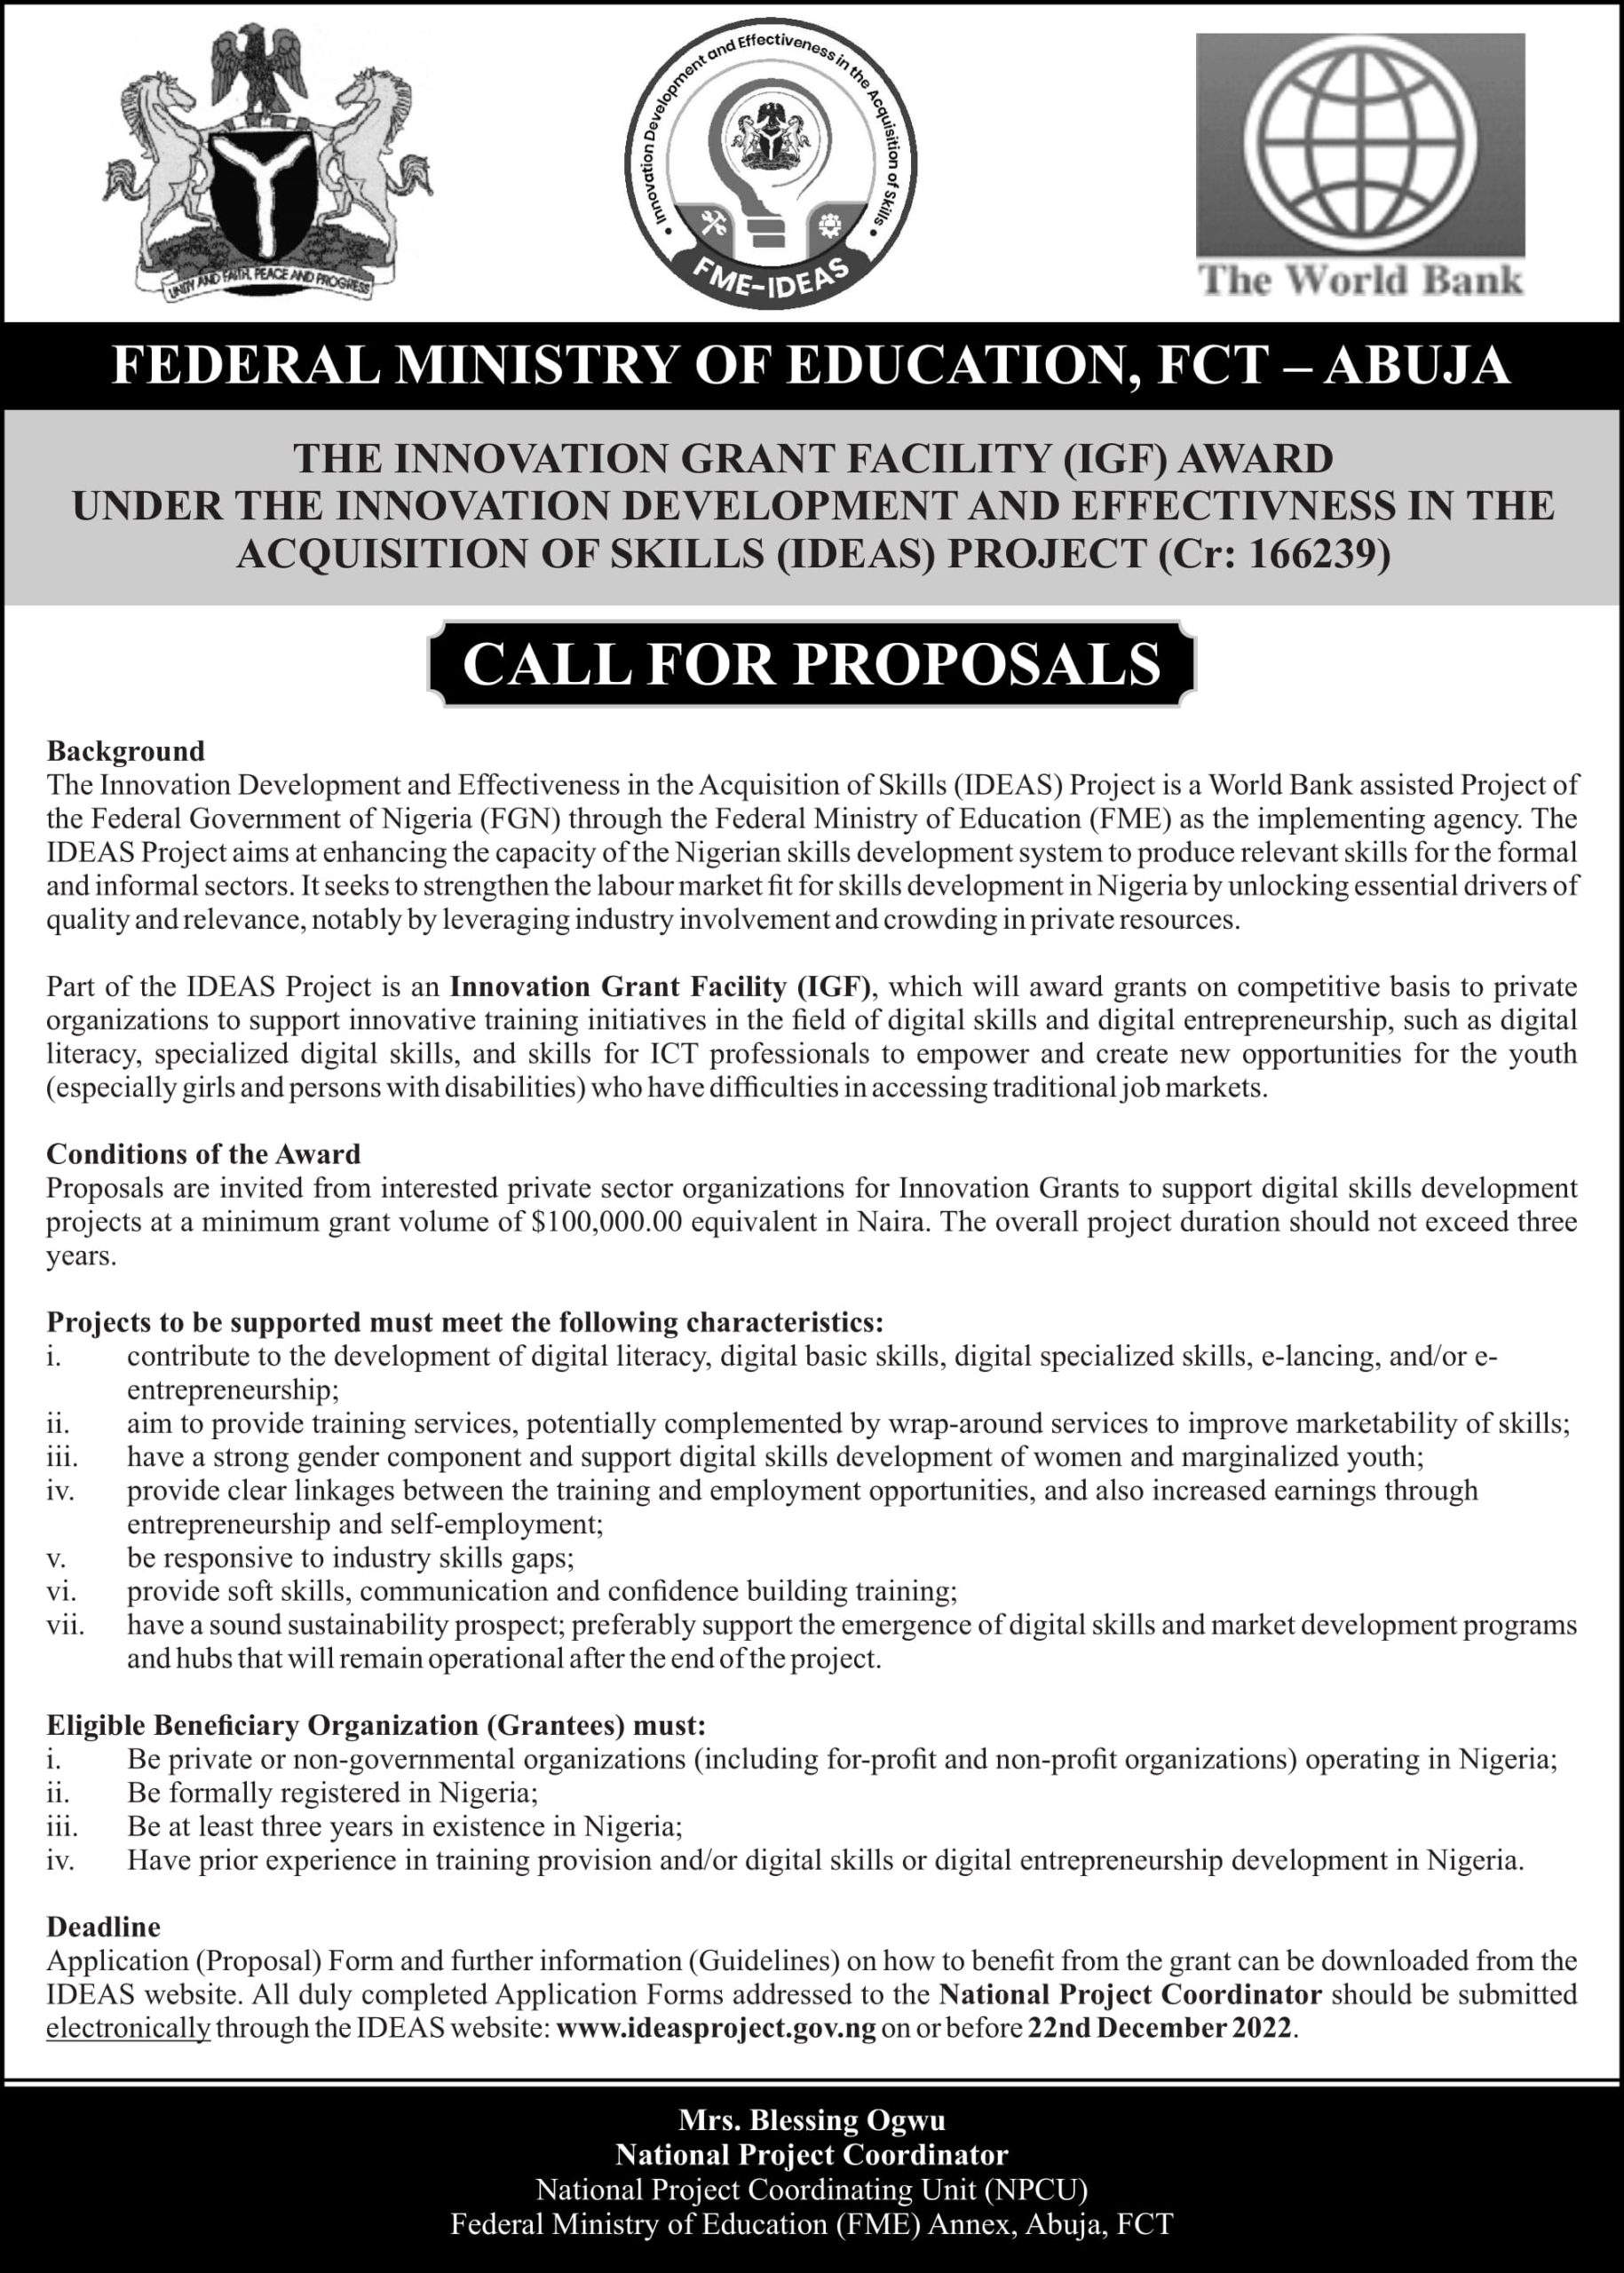 UNITY AND FAITH, PEACE AND PROGRESS
• Innovation Development and Effectiveness in the Acquisition of Skills •
FME-IDEAS
The World Bank
FEDERAL MINISTRY OF EDUCATION, FCT – ABUJA
THE INNOVATION GRANT FACILITY (IGF) AWARD
UNDER THE INNOVATION DEVELOPMENT AND EFFECTIVNESS IN THE
ACQUISITION OF SKILLS (IDEAS) PROJECT (Cr: 166239)
CALL FOR PROPOSALS
Background
The Innovation Development and Effectiveness in the Acquisition of Skills (IDEAS) Project is a World Bank assisted Project of
the Federal Government of Nigeria (FGN) through the Federal Ministry of Education (FME) as the implementing agency. The
IDEAS Project aims at enhancing the capacity of the Nigerian skills development system to produce relevant skills for the formal
and informal sectors. It seeks to strengthen the labour market fit for skills development in Nigeria by unlocking essential drivers of
quality and relevance, notably by leveraging industry involvement and crowding in private resources.
Part of the IDEAS Project is an Innovation Grant Facility (IGF), which will award grants on competitive basis to private
organizations to support innovative training initiatives in the field of digital skills and digital entrepreneurship, such as digital
literacy, specialized digital skills, and skills for ICT professionals to empower and create new opportunities for the youth
(especially girls and persons with disabilities) who have difficulties in accessing traditional job markets.
Conditions of the Award
Proposals are invited from interested private sector organizations for Innovation Grants to support digital skills development
projects at a minimum grant volume of $100,000.00 equivalent in Naira. The overall project duration should not exceed three
years.
Projects to be supported must meet the following characteristics:
i. contribute to the development of digital literacy, digital basic skills, digital specialized skills, e-lancing, and/or e-
entrepreneurship;
ii. aim to provide training services, potentially complemented by wrap-around services to improve marketability of skills;
iii. have a strong gender component and support digital skills development of women and marginalized youth;
iv. provide clear linkages between the training and employment opportunities, and also increased earnings through
entrepreneurship and self-employment;
v. be responsive to industry skills gaps;
vi. provide soft skills, communication and confidence building training;
vii. have a sound sustainability prospect; preferably support the emergence of digital skills and market development programs
and hubs that will remain operational after the end of the project.
Eligible Beneficiary Organization (Grantees) must:
i. Be private or non-governmental organizations (including for-profit and non-profit organizations) operating in Nigeria;
ii. Be formally registered in Nigeria;
iii. Be at least three years in existence in Nigeria;
iv. Have prior experience in training provision and/or digital skills or digital entrepreneurship development in Nigeria.
Deadline
Application (Proposal) Form and further information (Guidelines) on how to benefit from the grant can be downloaded from the
IDEAS website. All duly completed Application Forms addressed to the National Project Coordinator should be submitted
electronically through the IDEAS website: www.ideasproject.gov.ng on or before 22nd December 2022.
Mrs. Blessing Ogwu
National Project Coordinator
National Project Coordinating Unit (NPCU)
Federal Ministry of Education (FME) Annex, Abuja, FCT